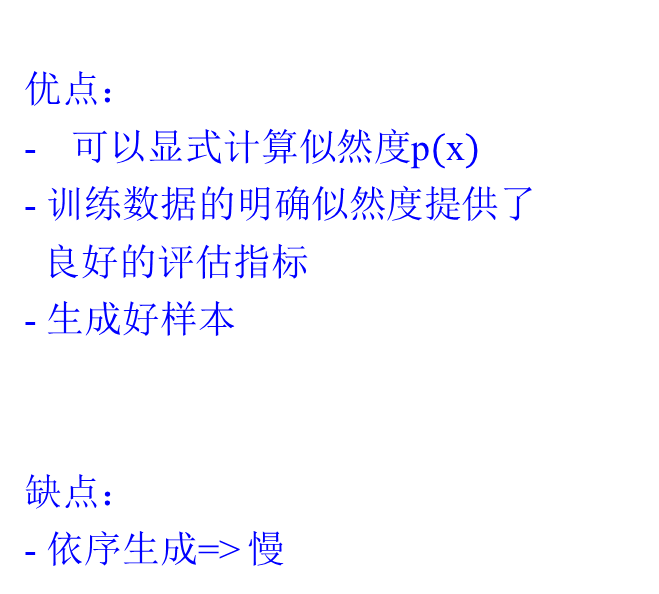 优点：
- 可以显式计算似然度p(x)
- 训练数据的明确似然度提供了
良好的评估指标
- 生成好样本
缺点：
- 依序生成=> 慢